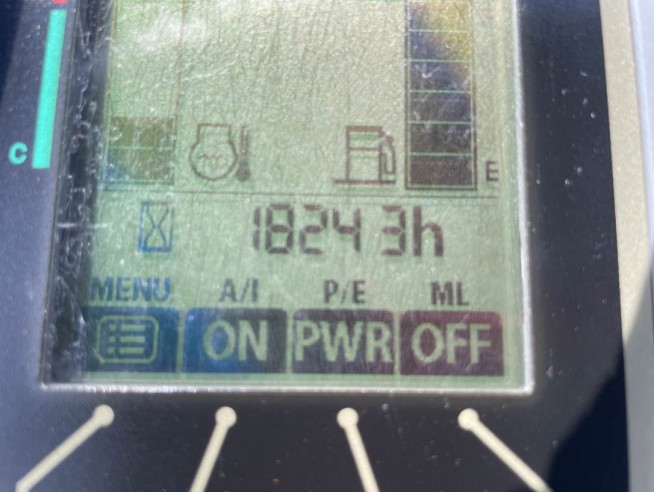 C
E
18243h
MENU A/I P/E ML
ON PWR OFF